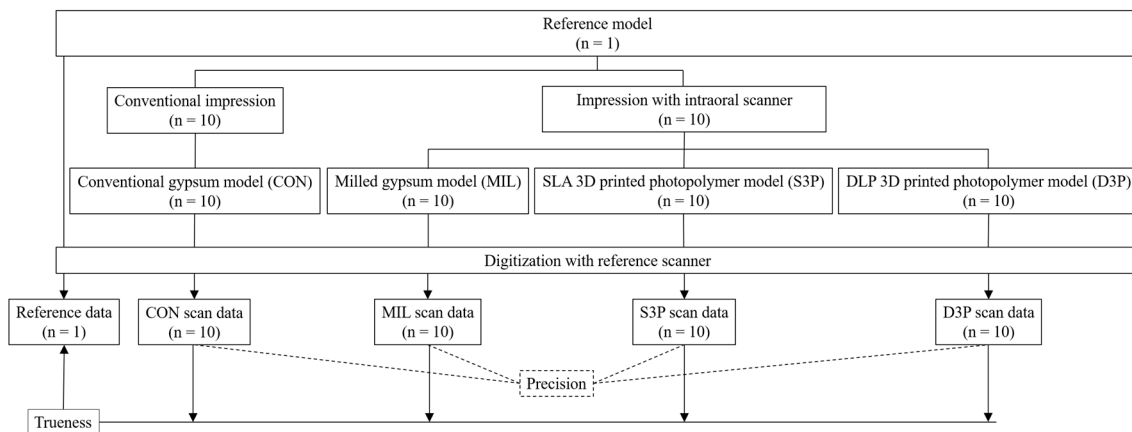 Reference model
(n = 1)
Conventional impression
(n = 10)
Impression with intraoral scanner
(n = 10)
Conventional gypsum model (CON)
(n = 10)
Milled gypsum model (MIL)
(n = 10)
SLA 3D printed photopolymer model (S3P)
(n = 10)
DLP 3D printed photopolymer model (D3P)
(n = 10)
Digitization with reference scanner
Reference data
(n = 1)
CON scan data
(n = 10)
MIL scan data
(n = 10)
S3P scan data
(n = 10)
D3P scan data
(n = 10)
Precision
Trueness